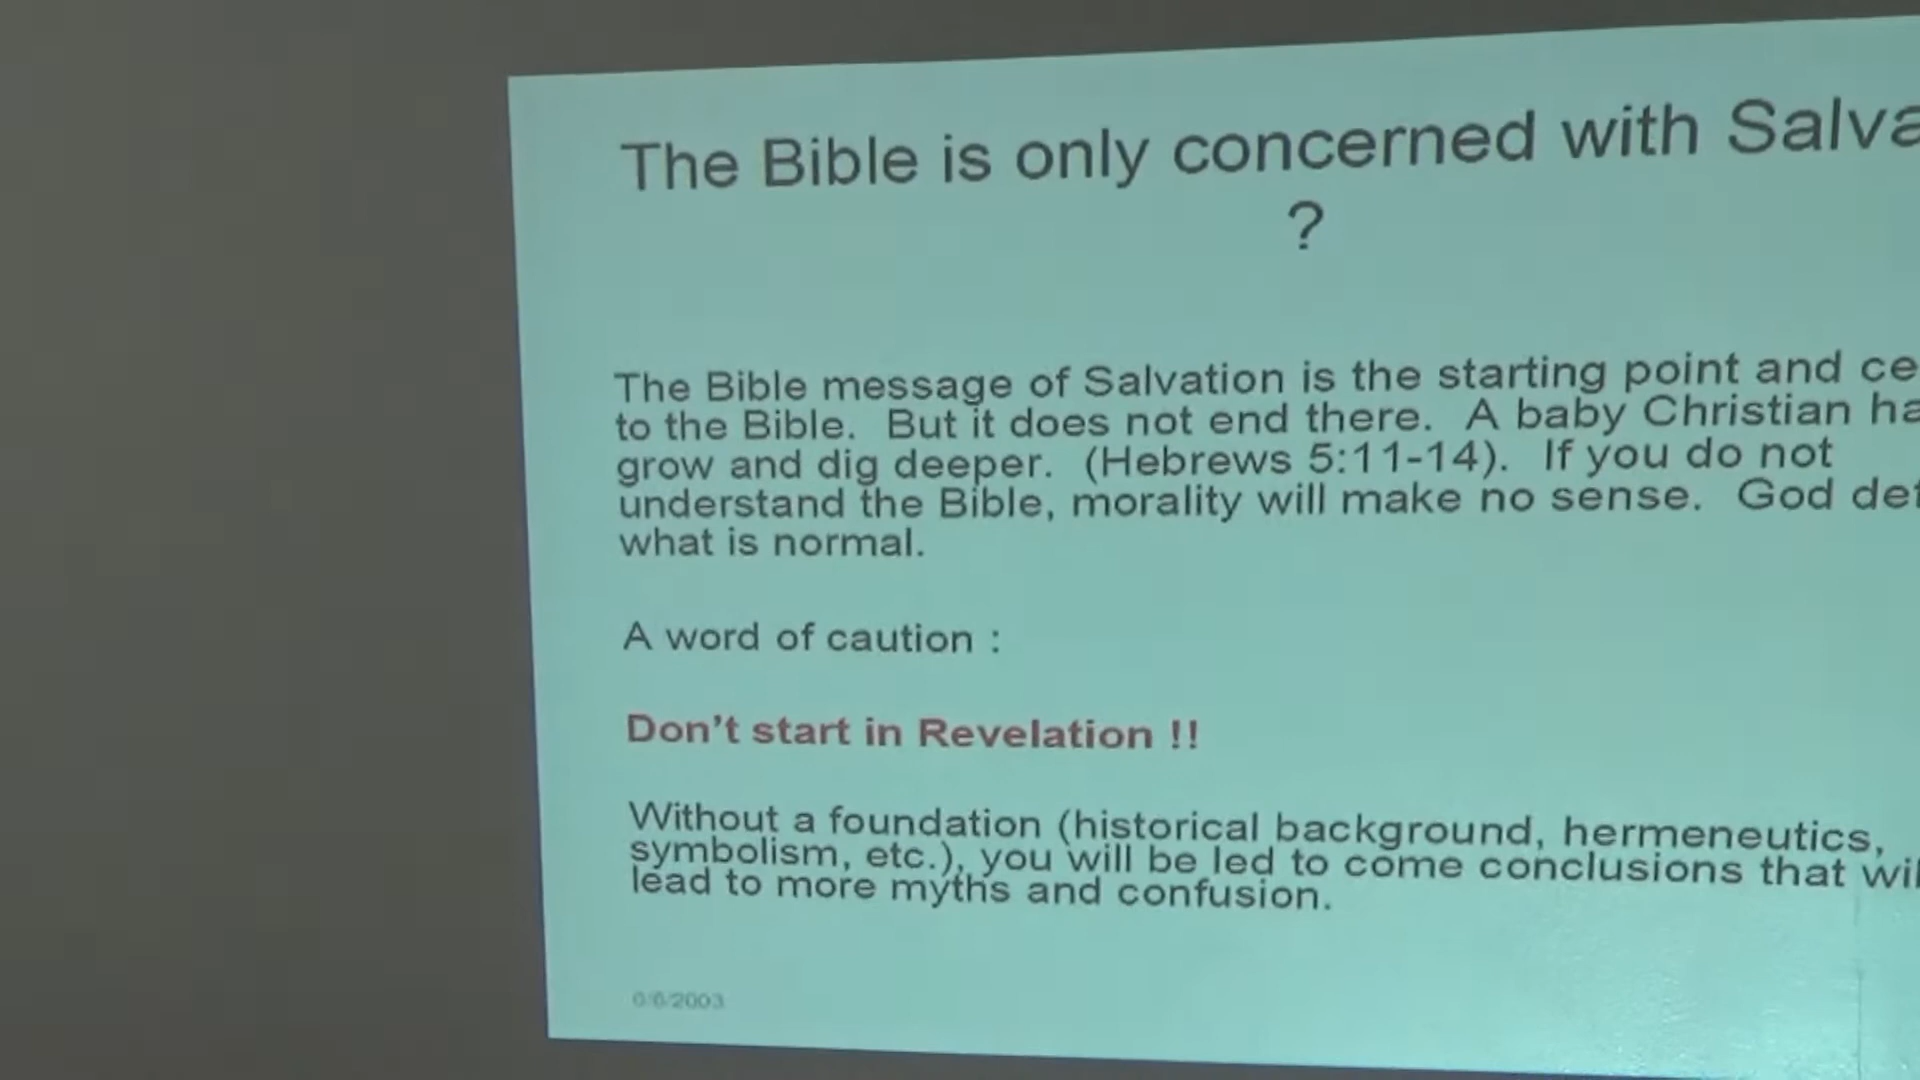 The Bible is only concerned with Salva
?
The Bible message of Salvation is the starting point and ce
to the Bible. But it does not end there. A baby Christian ha
grow and dig deeper. (Hebrews 5:11-14). If you do not
understand the Bible, morality will make no sense. God def
what is normal.
A word of caution :
Don't start in Revelation !!
Without a foundation (historical background, hermeneutics,
symbolism, etc.), you will be led to come conclusions that wil
lead to more myths and confusion.